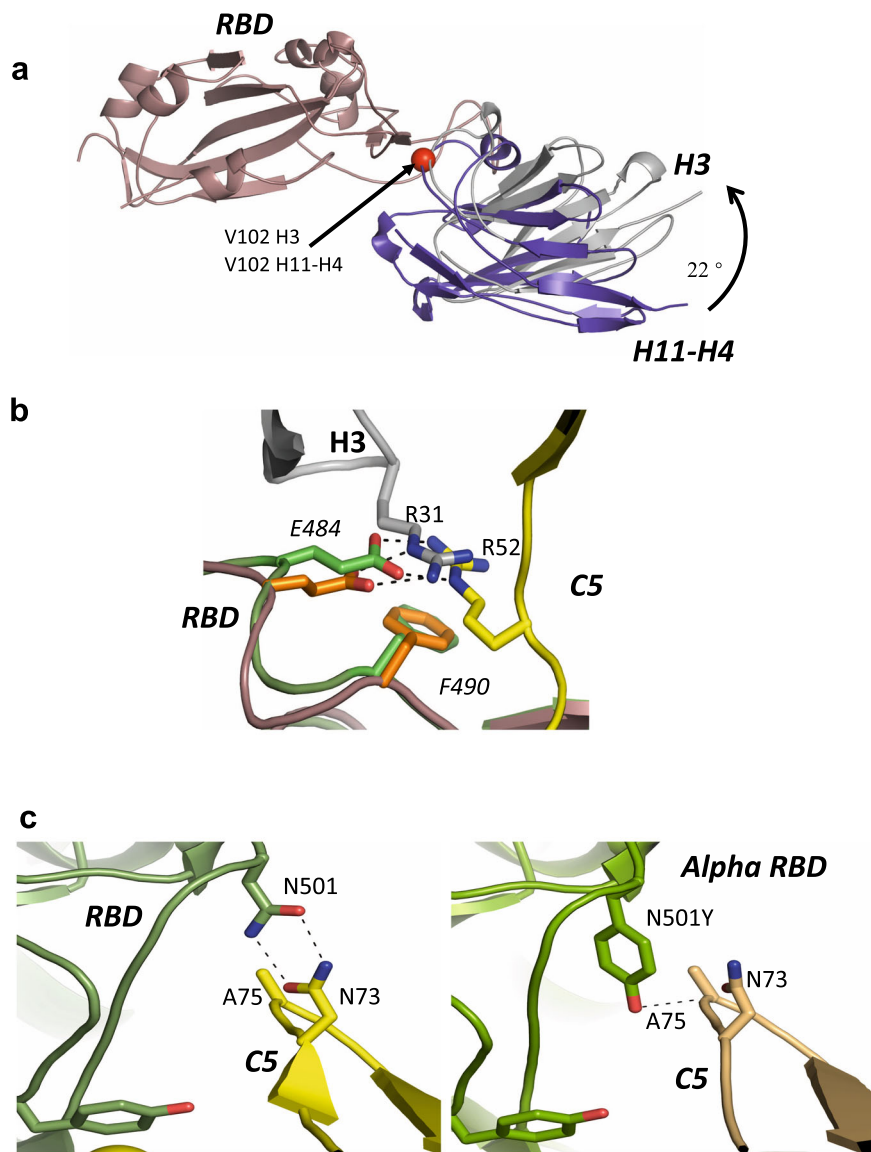 a
RBD
H3
V102 H3
V102 H11-H4
22 °
H11-H4
b
H3
R31
E484
R52
C5
RBD
F490
c
N501
RBD
A75
N73
C5
Alpha RBD
N501Y
N73
A75
C5